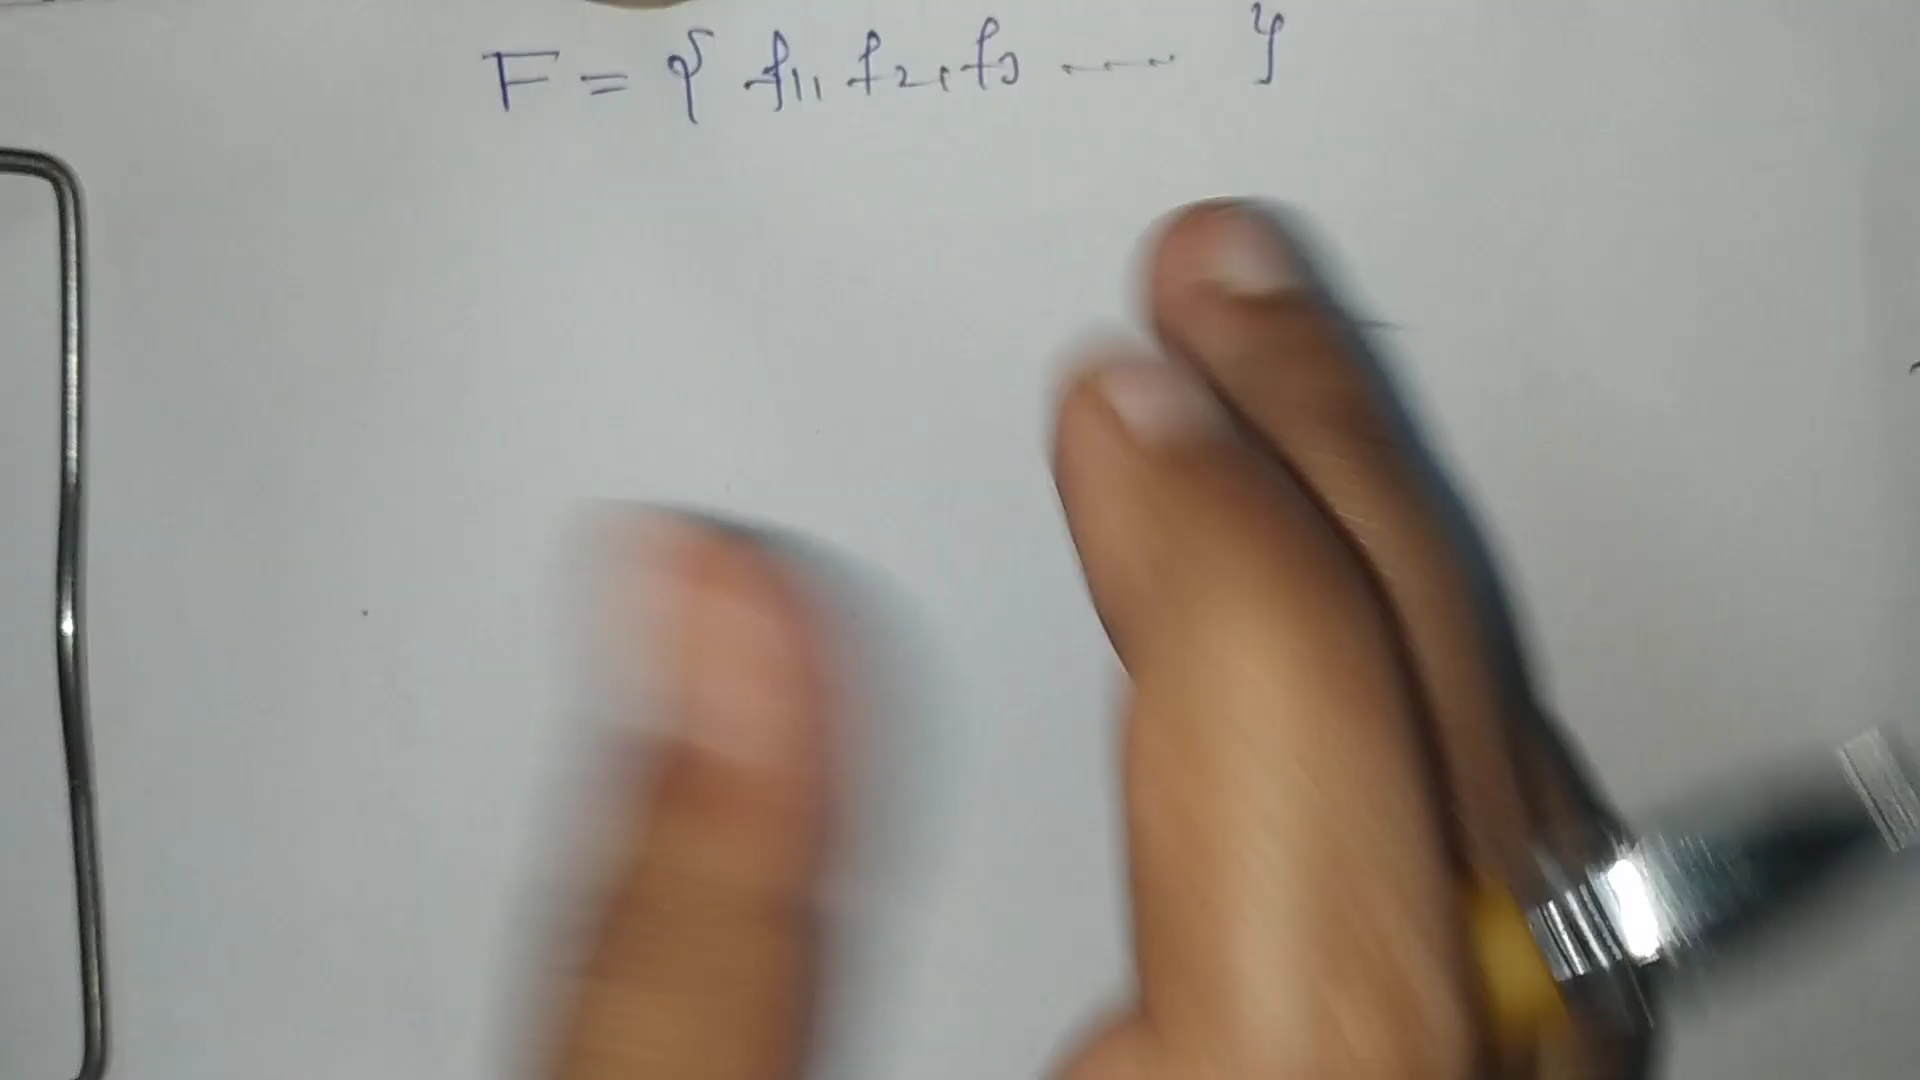 F = { f1, f2, f3 ---- }